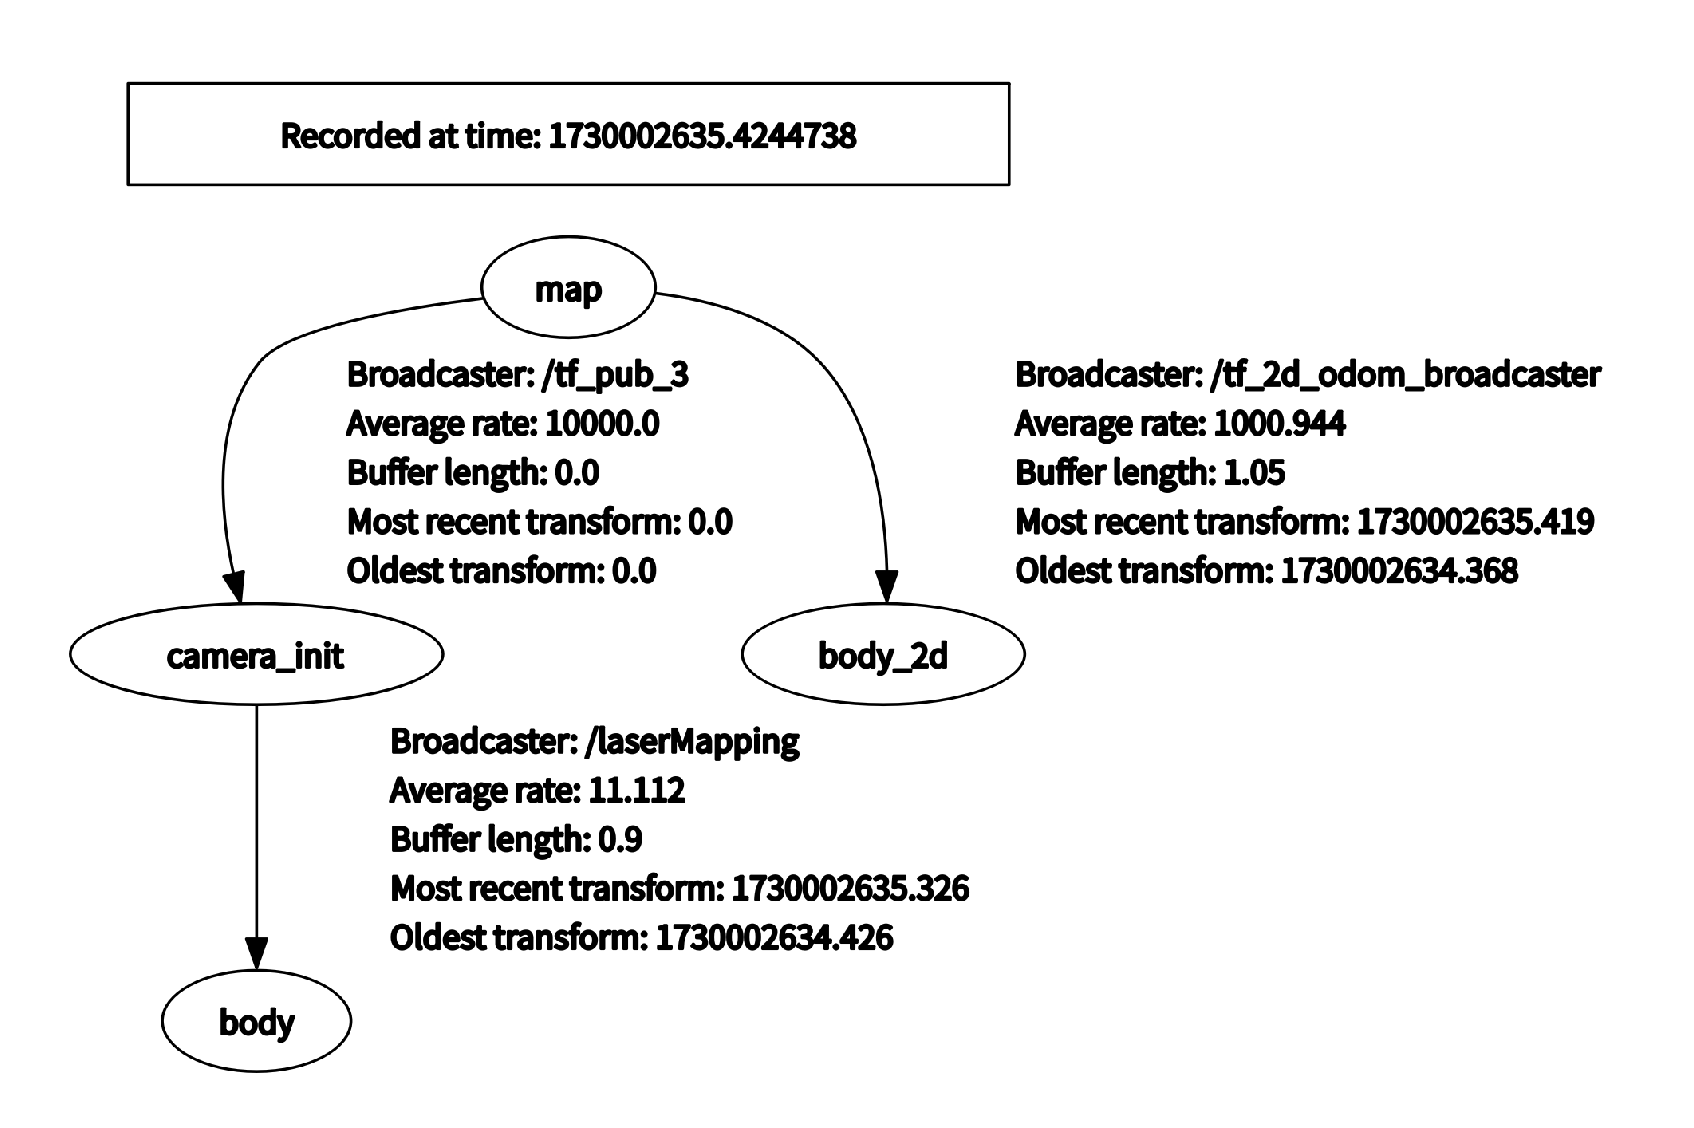 Recorded at time: 1730002635.4244738
map
Broadcaster: /tf_pub_3
Average rate: 10000.0
Buffer length: 0.0
Most recent transform: 0.0
Oldest transform: 0.0
Broadcaster: /tf_2d_odom_broadcaster
Average rate: 1000.944
Buffer length: 1.05
Most recent transform: 1730002635.419
Oldest transform: 1730002634.368
camera_init
body_2d
Broadcaster: /laserMapping
Average rate: 11.112
Buffer length: 0.9
Most recent transform: 1730002635.326
Oldest transform: 1730002634.426
body